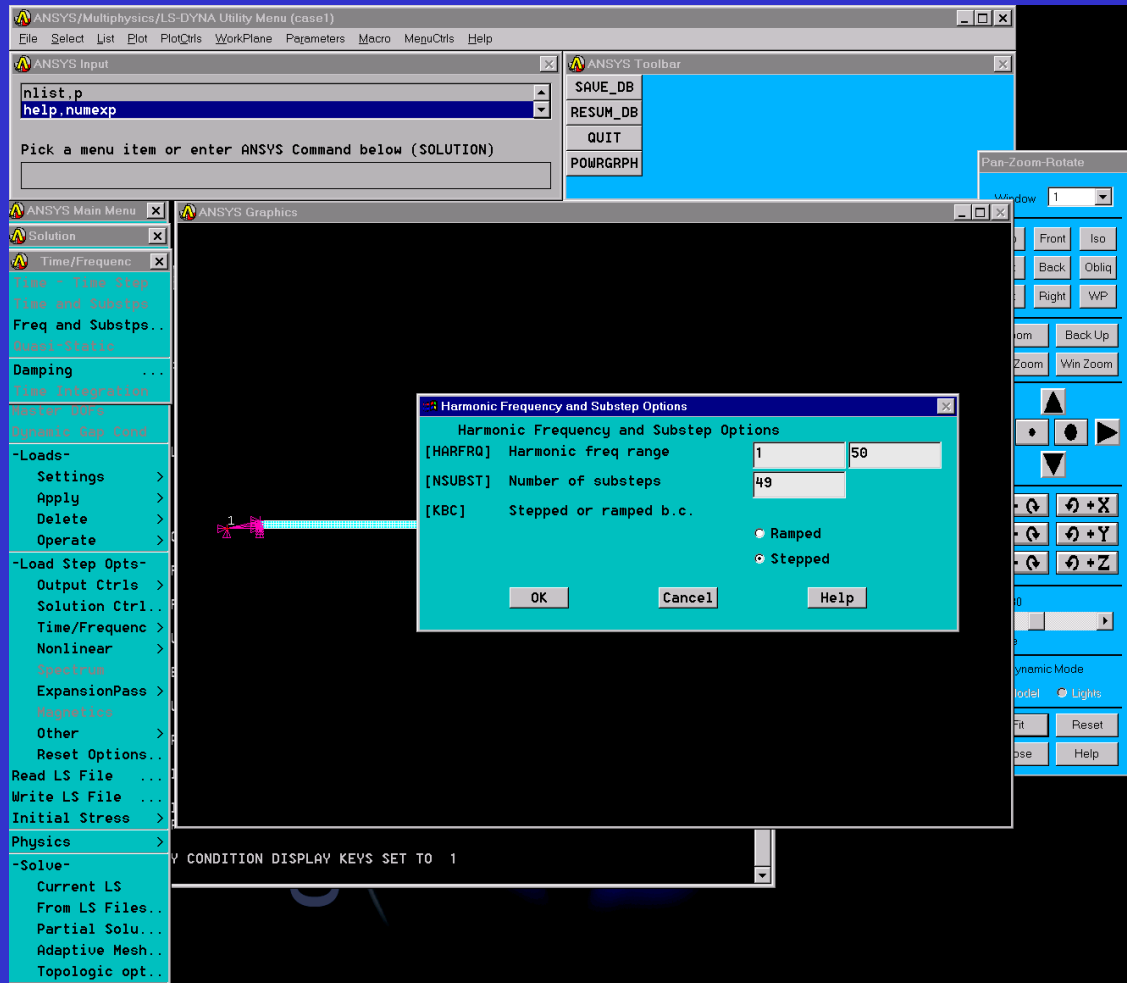 ANSYS/Multiphysics/LS-DYNA Utility Menu (case1)
File Select List Plot PlotCtrls WorkPlane Parameters Macro MenuCtrls Help
ANSYS Input
nlist,p
help,numexp
Pick a menu item or enter ANSYS Command below (SOLUTION)
ANSYS Toolbar
SAVE_DB
RESUM_DB
QUIT
POWRGRPH
Pan-Zoom-Rotate
Window 1
Front Iso
Back Obliq
Right WP
oom Back Up
Zoom Win Zoom
+X
+Y
+Z
ynamic Mode
Model Lights
Fit Reset
ose Help
ANSYS Main Menu
Solution
Time/Frequenc
Time - Time Step
Time and Substps
Freq and Substps..
Quasi-Static
Damping ...
Time Integration
Master DOFs
Dynamic Gap Cond
-Loads-
Settings >
Apply >
Delete >
Operate >
-Load Step Opts-
Output Ctrls >
Solution Ctrl..
Time/Frequenc >
Nonlinear >
Spectrum
ExpansionPass >
Magnetics
Other >
Reset Options..
Read LS File ...
Write LS File ...
Initial Stress >
Physics >
-Solve-
Current LS
From LS Files..
Partial Solu...
Adaptive Mesh..
Topologic opt..
ANSYS Graphics
1
Harmonic Frequency and Substep Options
Harmonic Frequency and Substep Options
[HARFRQ] Harmonic freq range 1 50
[NSUBST] Number of substeps 49
[KBC] Stepped or ramped b.c.
Ramped
Stepped
OK Cancel Help
Y CONDITION DISPLAY KEYS SET TO 1